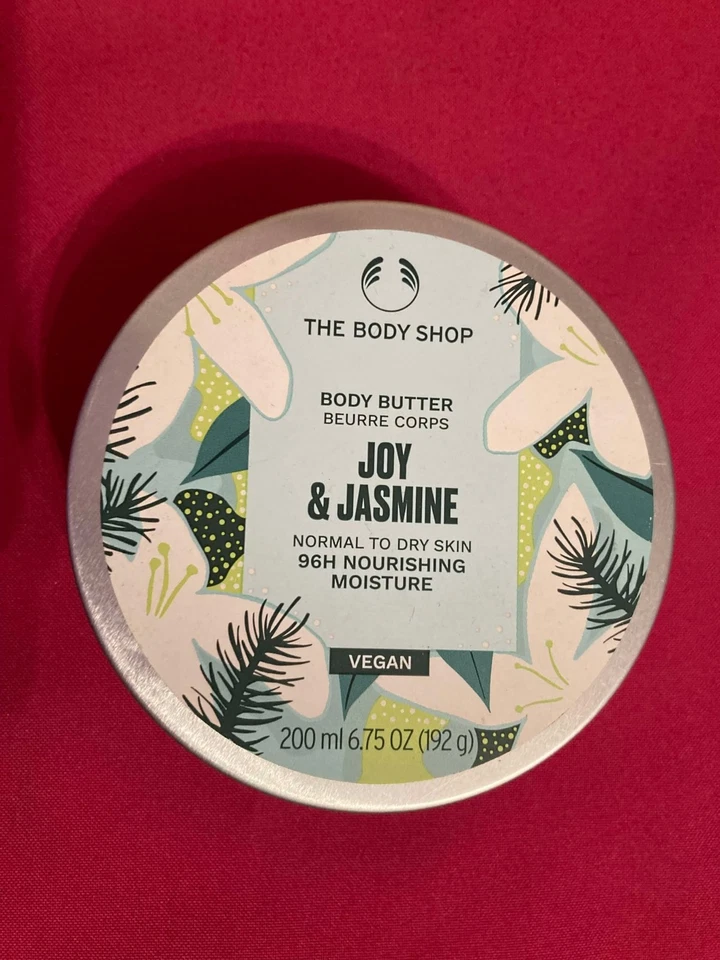 THE BODY SHOP
BODY BUTTER
BEURRE CORPS
JOY
& JASMINE
NORMAL TO DRY SKIN
96H NOURISHING
MOISTURE
VEGAN
200 ml 6.75 OZ (192 g)